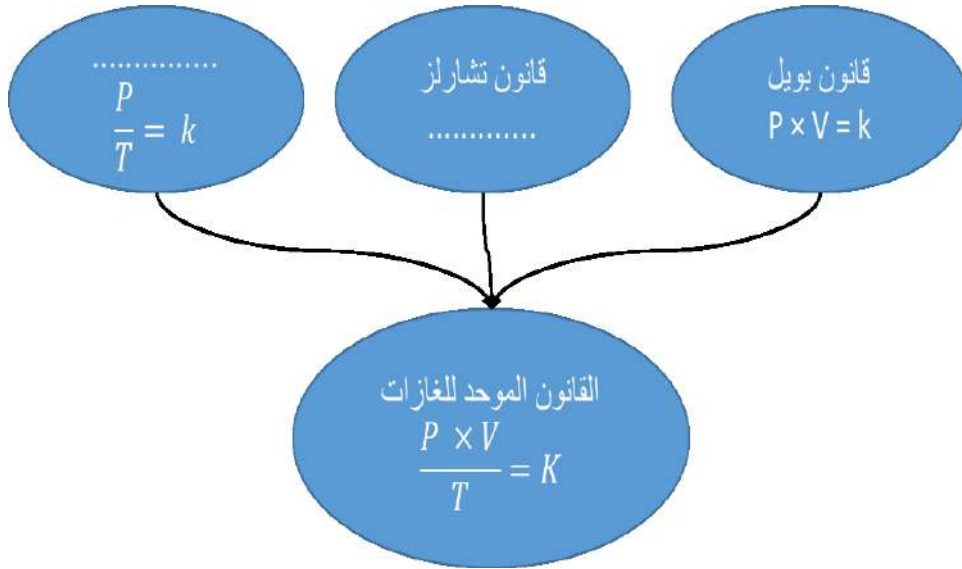 قانون بويل
P × V = k
قانون تشارلز
.............
...............
P/T = k
القانون الموحد للغازات
P × V / T = K